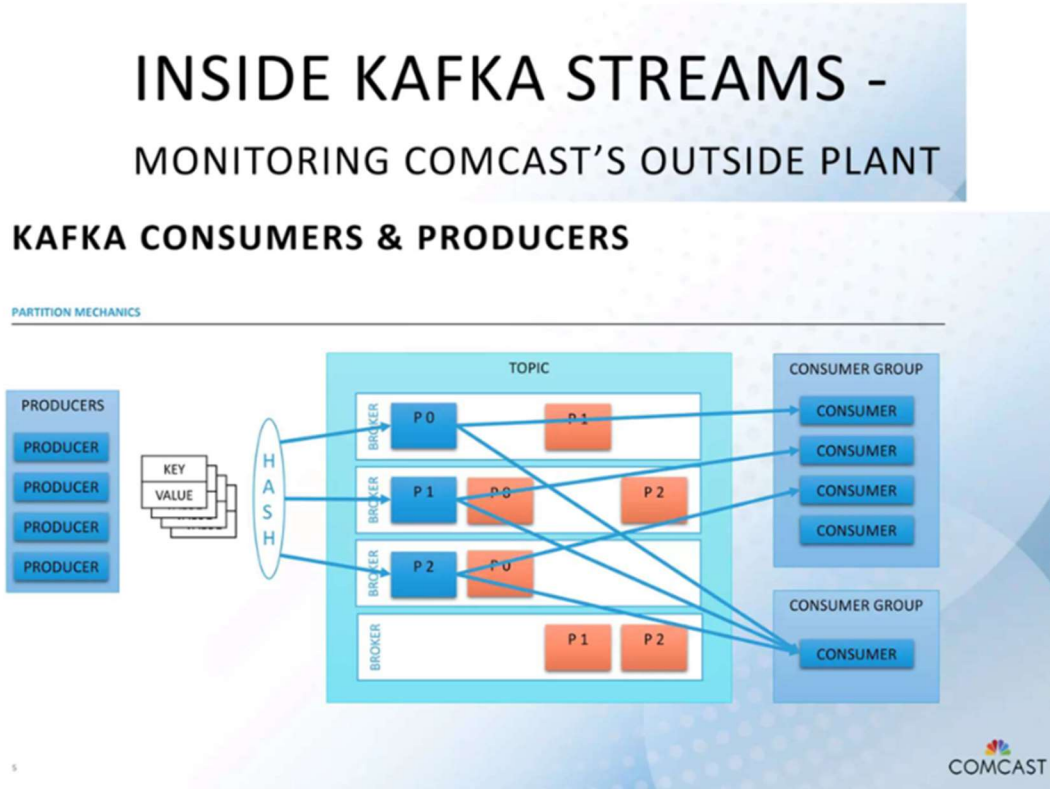 INSIDE KAFKA STREAMS -
MONITORING COMCAST'S OUTSIDE PLANT
KAFKA CONSUMERS & PRODUCERS
PARTITION MECHANICS
PRODUCERS
PRODUCER
PRODUCER
PRODUCER
PRODUCER
KEY
VALUE
HASH
TOPIC
BROKER
P 0
P 1
BROKER
P 1
P 0
P 2
BROKER
P 2
P 0
BROKER
P 1
P 2
CONSUMER GROUP
CONSUMER
CONSUMER
CONSUMER
CONSUMER
CONSUMER GROUP
CONSUMER
5
COMCAST